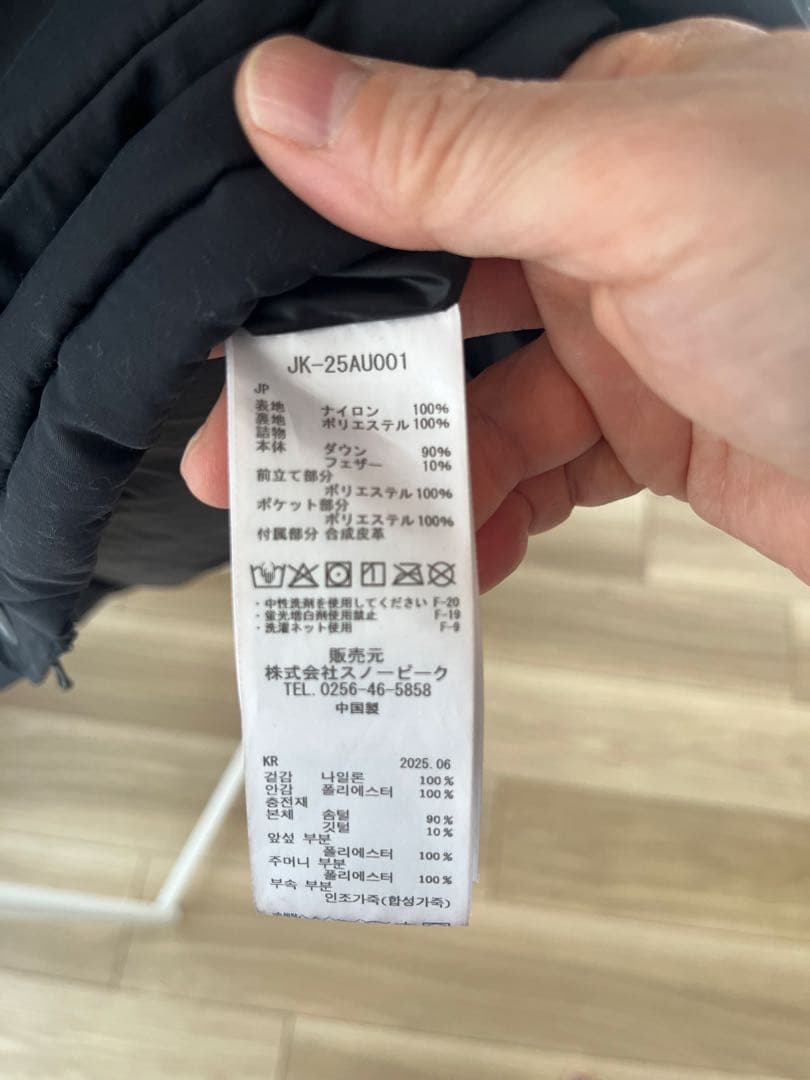 JK-25AU001
JP
表地 ナイロン 100%
裏地 ポリエステル 100%
詰物
本体 ダウン 90%
フェザー 10%
前立て部分
ポリエステル 100%
ポケット部分
ポリエステル 100%
付属部分 合成皮革
・中性洗剤を使用してください F-20
・蛍光増白剤使用禁止 F-19
・洗濯ネット使用 F-9
販売元
株式会社スノーピーク
TEL. 0256-46-5858
中国製
KR 2025.06
겉감 나일론 100%
안감 폴리에스터 100%
충전재
본체 솜털 90%
깃털 10%
앞섶 부분
폴리에스터 100%
주머니 부분
폴리에스터 100%
부속 부분
인조가죽(합성가죽)